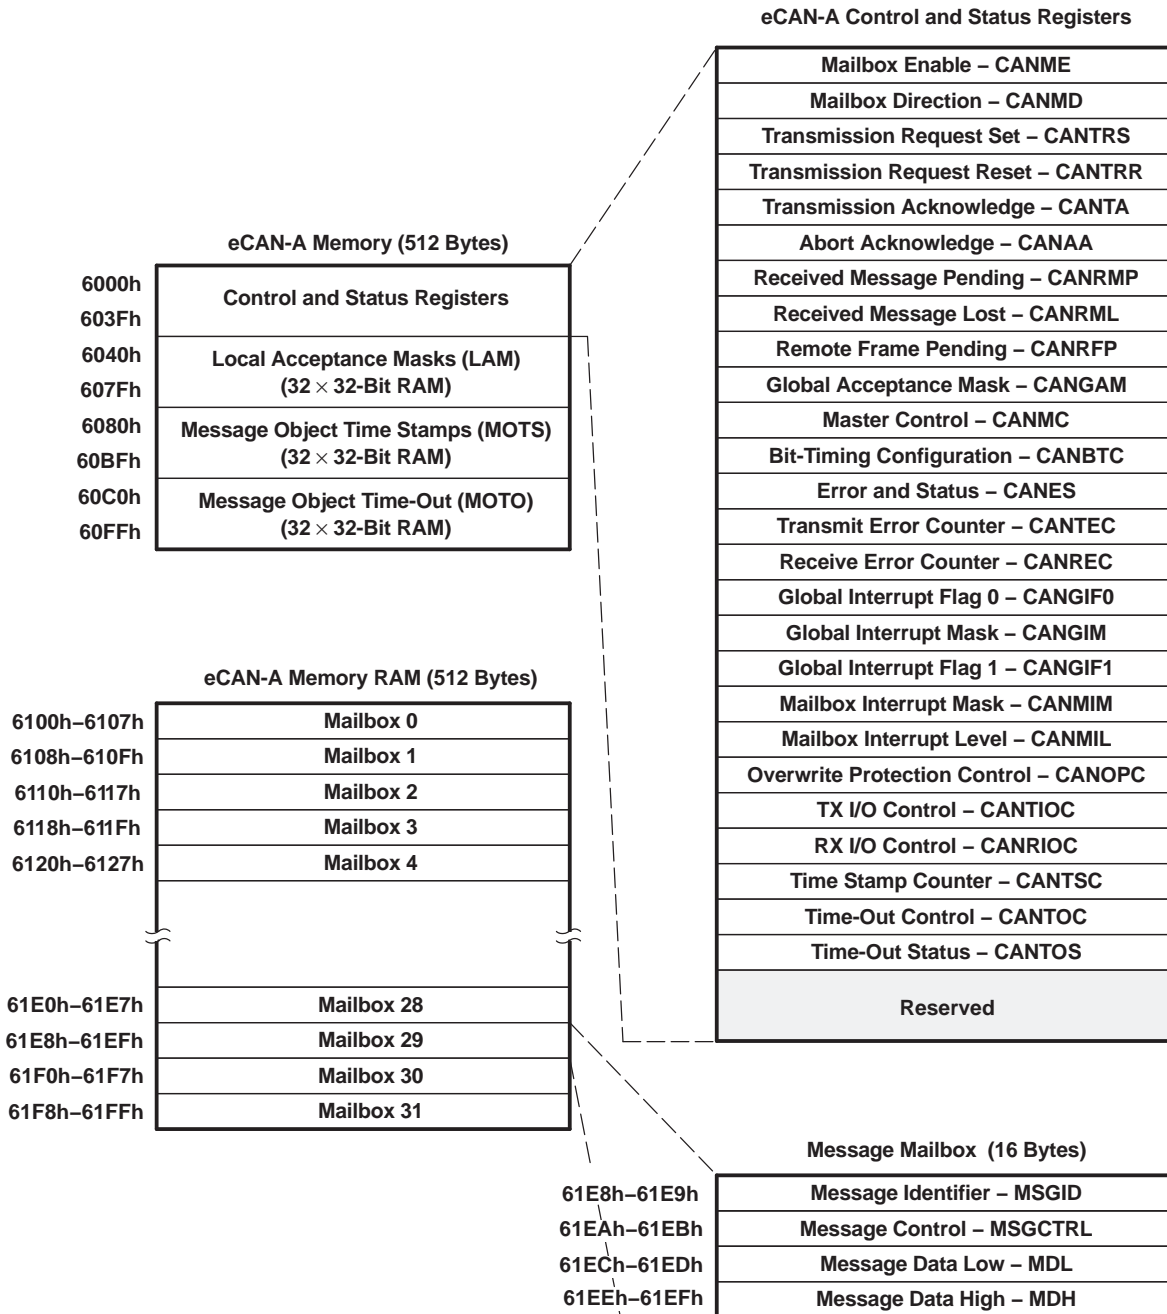 eCAN-A Control and Status Registers
Mailbox Enable – CANME
Mailbox Direction – CANMD
Transmission Request Set – CANTRS
Transmission Request Reset – CANTRR
Transmission Acknowledge – CANTA
Abort Acknowledge – CANAA
Received Message Pending – CANRMP
Received Message Lost – CANRML
Remote Frame Pending – CANRFP
Global Acceptance Mask – CANGAM
Master Control – CANMC
Bit-Timing Configuration – CANBTC
Error and Status – CANES
Transmit Error Counter – CANTEC
Receive Error Counter – CANREC
Global Interrupt Flag 0 – CANGIF0
Global Interrupt Mask – CANGIM
Global Interrupt Flag 1 – CANGIF1
Mailbox Interrupt Mask – CANMIM
Mailbox Interrupt Level – CANMIL
Overwrite Protection Control – CANOPC
TX I/O Control – CANTIOC
RX I/O Control – CANRIOC
Time Stamp Counter – CANTSC
Time-Out Control – CANTOC
Time-Out Status – CANTOS
Reserved
eCAN-A Memory (512 Bytes)
6000h
Control and Status Registers
603Fh
6040h
Local Acceptance Masks (LAM)
(32 × 32-Bit RAM)
607Fh
6080h
Message Object Time Stamps (MOTS)
(32 × 32-Bit RAM)
60BFh
60C0h
Message Object Time-Out (MOTO)
(32 × 32-Bit RAM)
60FFh
eCAN-A Memory RAM (512 Bytes)
6100h–6107h Mailbox 0
6108h–610Fh Mailbox 1
6110h–6117h Mailbox 2
6118h–611Fh Mailbox 3
6120h–6127h Mailbox 4
61E0h–61E7h Mailbox 28
61E8h–61EFh Mailbox 29
61F0h–61F7h Mailbox 30
61F8h–61FFh Mailbox 31
Message Mailbox (16 Bytes)
61E8h–61E9h Message Identifier – MSGID
61EAh–61EBh Message Control – MSGCTRL
61ECh–61EDh Message Data Low – MDL
61EEh–61EFh Message Data High – MDH